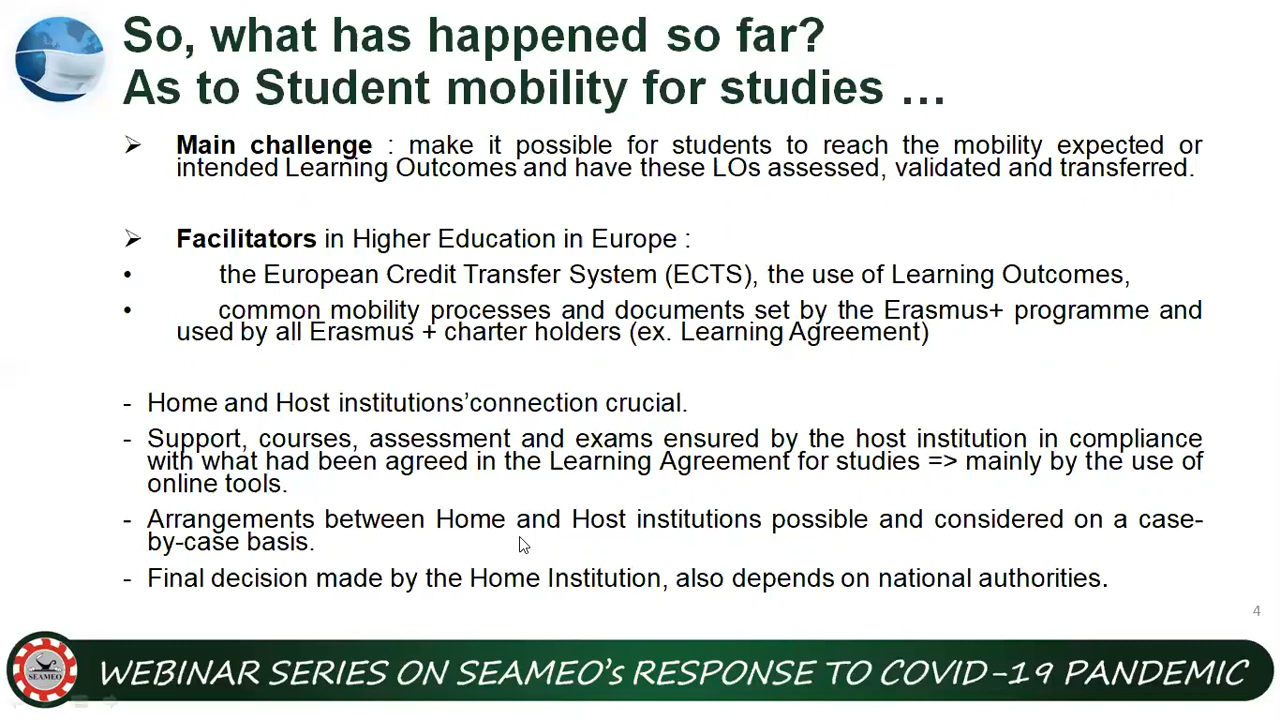 So, what has happened so far?
As to Student mobility for studies …
➢ Main challenge : make it possible for students to reach the mobility expected or
intended Learning Outcomes and have these LOs assessed, validated and transferred.
➢ Facilitators in Higher Education in Europe :
• the European Credit Transfer System (ECTS), the use of Learning Outcomes,
• common mobility processes and documents set by the Erasmus+ programme and
used by all Erasmus + charter holders (ex. Learning Agreement)
- Home and Host institutions’connection crucial.
- Support, courses, assessment and exams ensured by the host institution in compliance
with what had been agreed in the Learning Agreement for studies => mainly by the use of
online tools.
- Arrangements between Home and Host institutions possible and considered on a case-
by-case basis.
- Final decision made by the Home Institution, also depends on national authorities.
4
SEAMEO
WEBINAR SERIES ON SEAMEO’s RESPONSE TO COVID-19 PANDEMIC